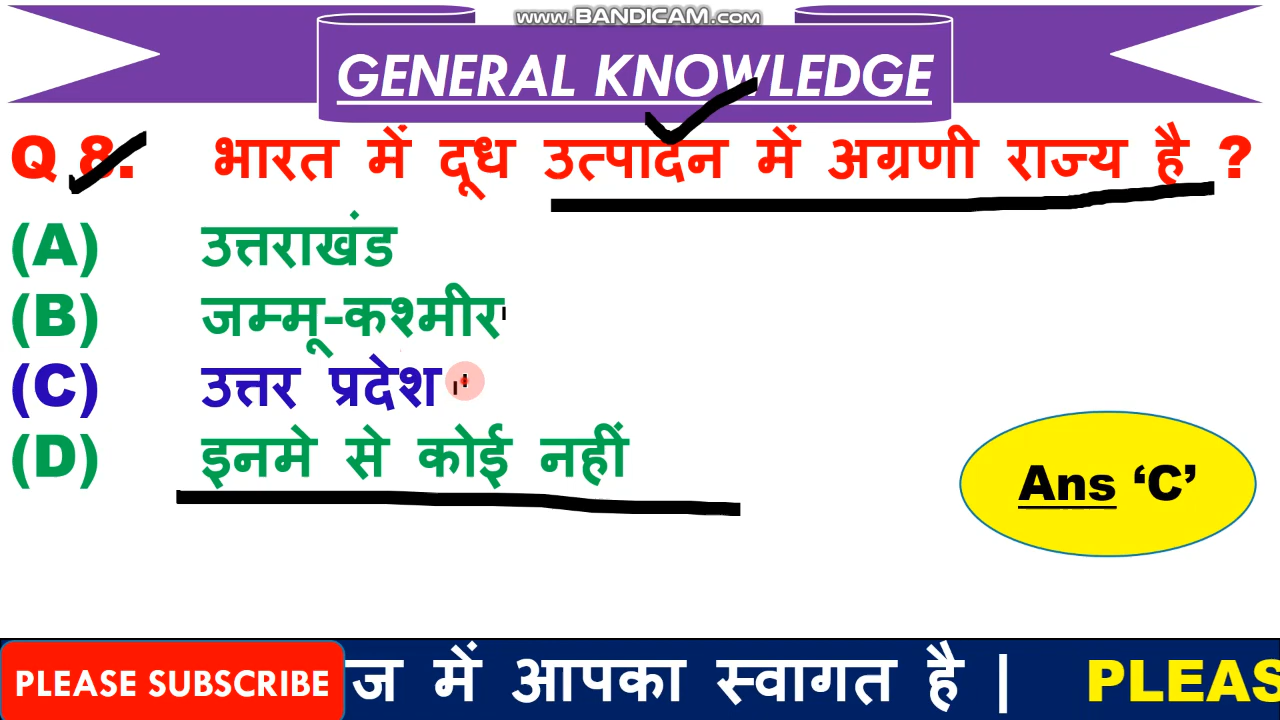 www.BANDICAM.com
GENERAL KNOWLEDGE
Q 8. भारत में दूध उत्पादन में अग्रणी राज्य है ?
(A) उत्तराखंड
(B) जम्मू-कश्मीर
(C) उत्तर प्रदेश
(D) इनमे से कोई नहीं
Ans ‘C’
PLEASE SUBSCRIBE ज में आपका स्वागत है | PLEAS